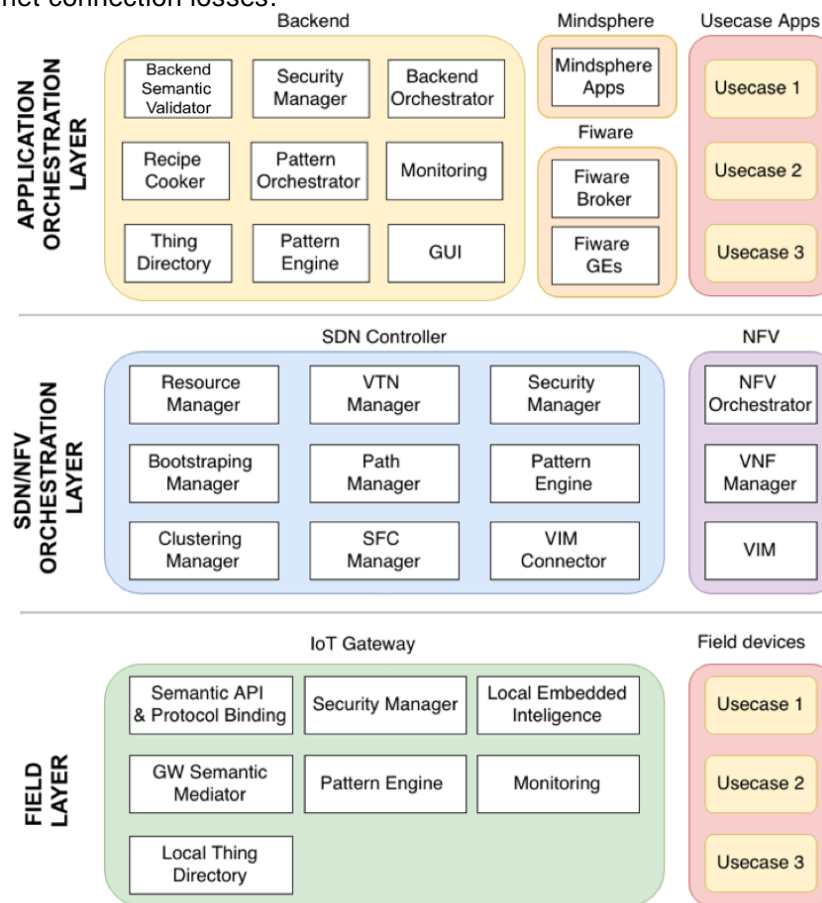 net connection losses.
Backend
Mindsphere
Usecase Apps
APPLICATION
ORCHESTRATION
LAYER
Backend
Semantic
Validator
Security
Manager
Backend
Orchestrator
Mindsphere
Apps
Usecase 1
Fiware
Recipe
Cooker
Pattern
Orchestrator
Monitoring
Fiware
Broker
Usecase 2
Thing
Directory
Pattern
Engine
GUI
Fiware
GEs
Usecase 3
SDN Controller
NFV
SDN/NFV
ORCHESTRATION
LAYER
Resource
Manager
VTN
Manager
Security
Manager
NFV
Orchestrator
Bootstraping
Manager
Path
Manager
Pattern
Engine
VNF
Manager
Clustering
Manager
SFC
Manager
VIM
Connector
VIM
IoT Gateway
Field devices
FIELD
LAYER
Semantic API
& Protocol Binding
Security Manager
Local Embedded
Inteligence
Usecase 1
GW Semantic
Mediator
Pattern Engine
Monitoring
Usecase 2
Local Thing
Directory
Usecase 3